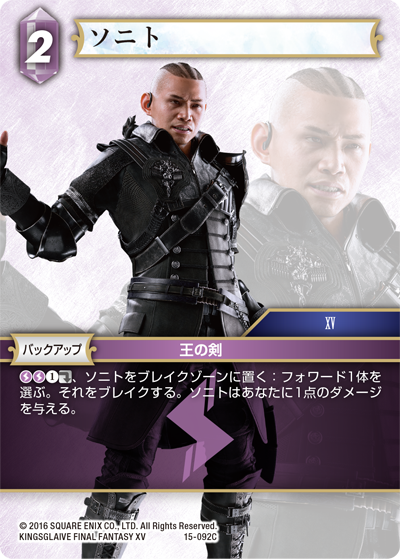 2
ソニト
XV
バックアップ
王の剣
1、ソニトをブレイクゾーンに置く：フォワード1体を
選ぶ。それをブレイクする。ソニトはあなたに1点のダメージ
を与える。
© 2016 SQUARE ENIX CO., LTD. All Rights Reserved.
KINGSGLAIVE FINAL FANTASY XV
15-092C